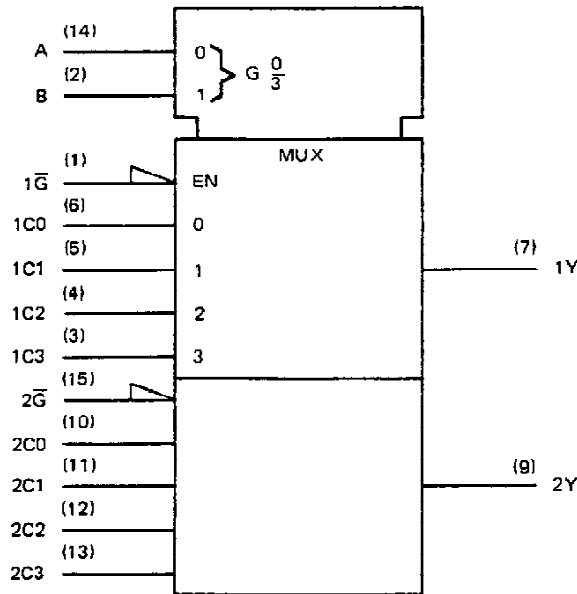 A (14) 0
B (2) 1
G 0/3
MUX
1G̅ (1) EN
1C0 (6) 0
1C1 (5) 1 (7) 1Y
1C2 (4) 2
1C3 (3) 3
2G̅ (15)
2C0 (10)
2C1 (11) (9) 2Y
2C2 (12)
2C3 (13)